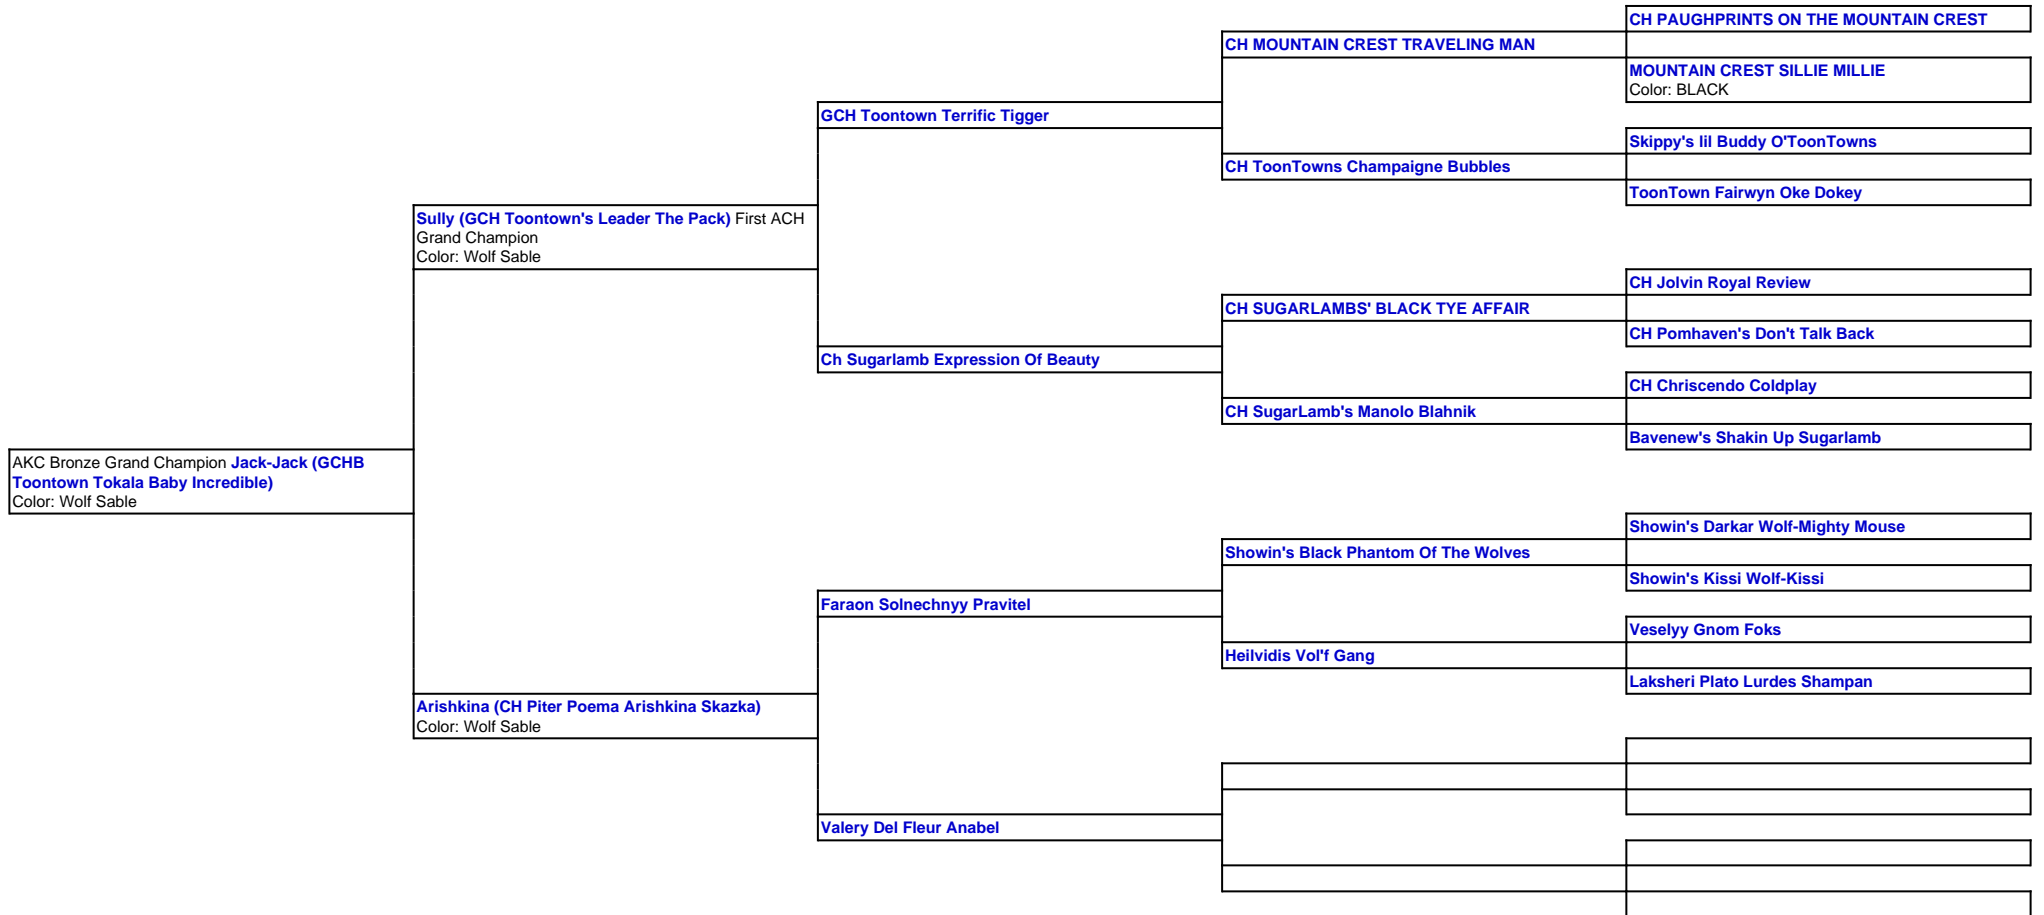 CH PAUGHPRINTS ON THE MOUNTAIN CREST
CH MOUNTAIN CREST TRAVELING MAN
MOUNTAIN CREST SILLIE MILLIE
Color: BLACK
GCH Toontown Terrific Tigger
Skippy's lil Buddy O'ToonTowns
CH ToonTowns Champaigne Bubbles
ToonTown Fairwyn Oke Dokey
Sully (GCH Toontown's Leader The Pack) First ACH
Grand Champion
Color: Wolf Sable
CH Jolvin Royal Review
CH SUGARLAMBS' BLACK TYE AFFAIR
CH Pomhaven's Don't Talk Back
Ch Sugarlamb Expression Of Beauty
CH Chriscendo Coldplay
CH SugarLamb's Manolo Blahnik
Bavenew's Shakin Up Sugarlamb
AKC Bronze Grand Champion Jack-Jack (GCHB
Toontown Tokala Baby Incredible)
Color: Wolf Sable
Showin's Darkar Wolf-Mighty Mouse
Showin's Black Phantom Of The Wolves
Showin's Kissi Wolf-Kissi
Faraon Solnechnyy Pravitel
Veselyy Gnom Foks
Heilvidis Vol'f Gang
Laksheri Plato Lurdes Shampan
Arishkina (CH Piter Poema Arishkina Skazka)
Color: Wolf Sable
Valery Del Fleur Anabel